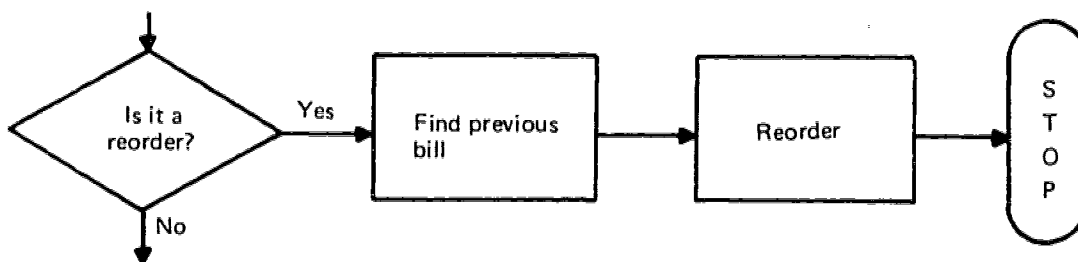 Is it a
reorder?
Yes
No
Find previous
bill
Reorder
S
T
O
P